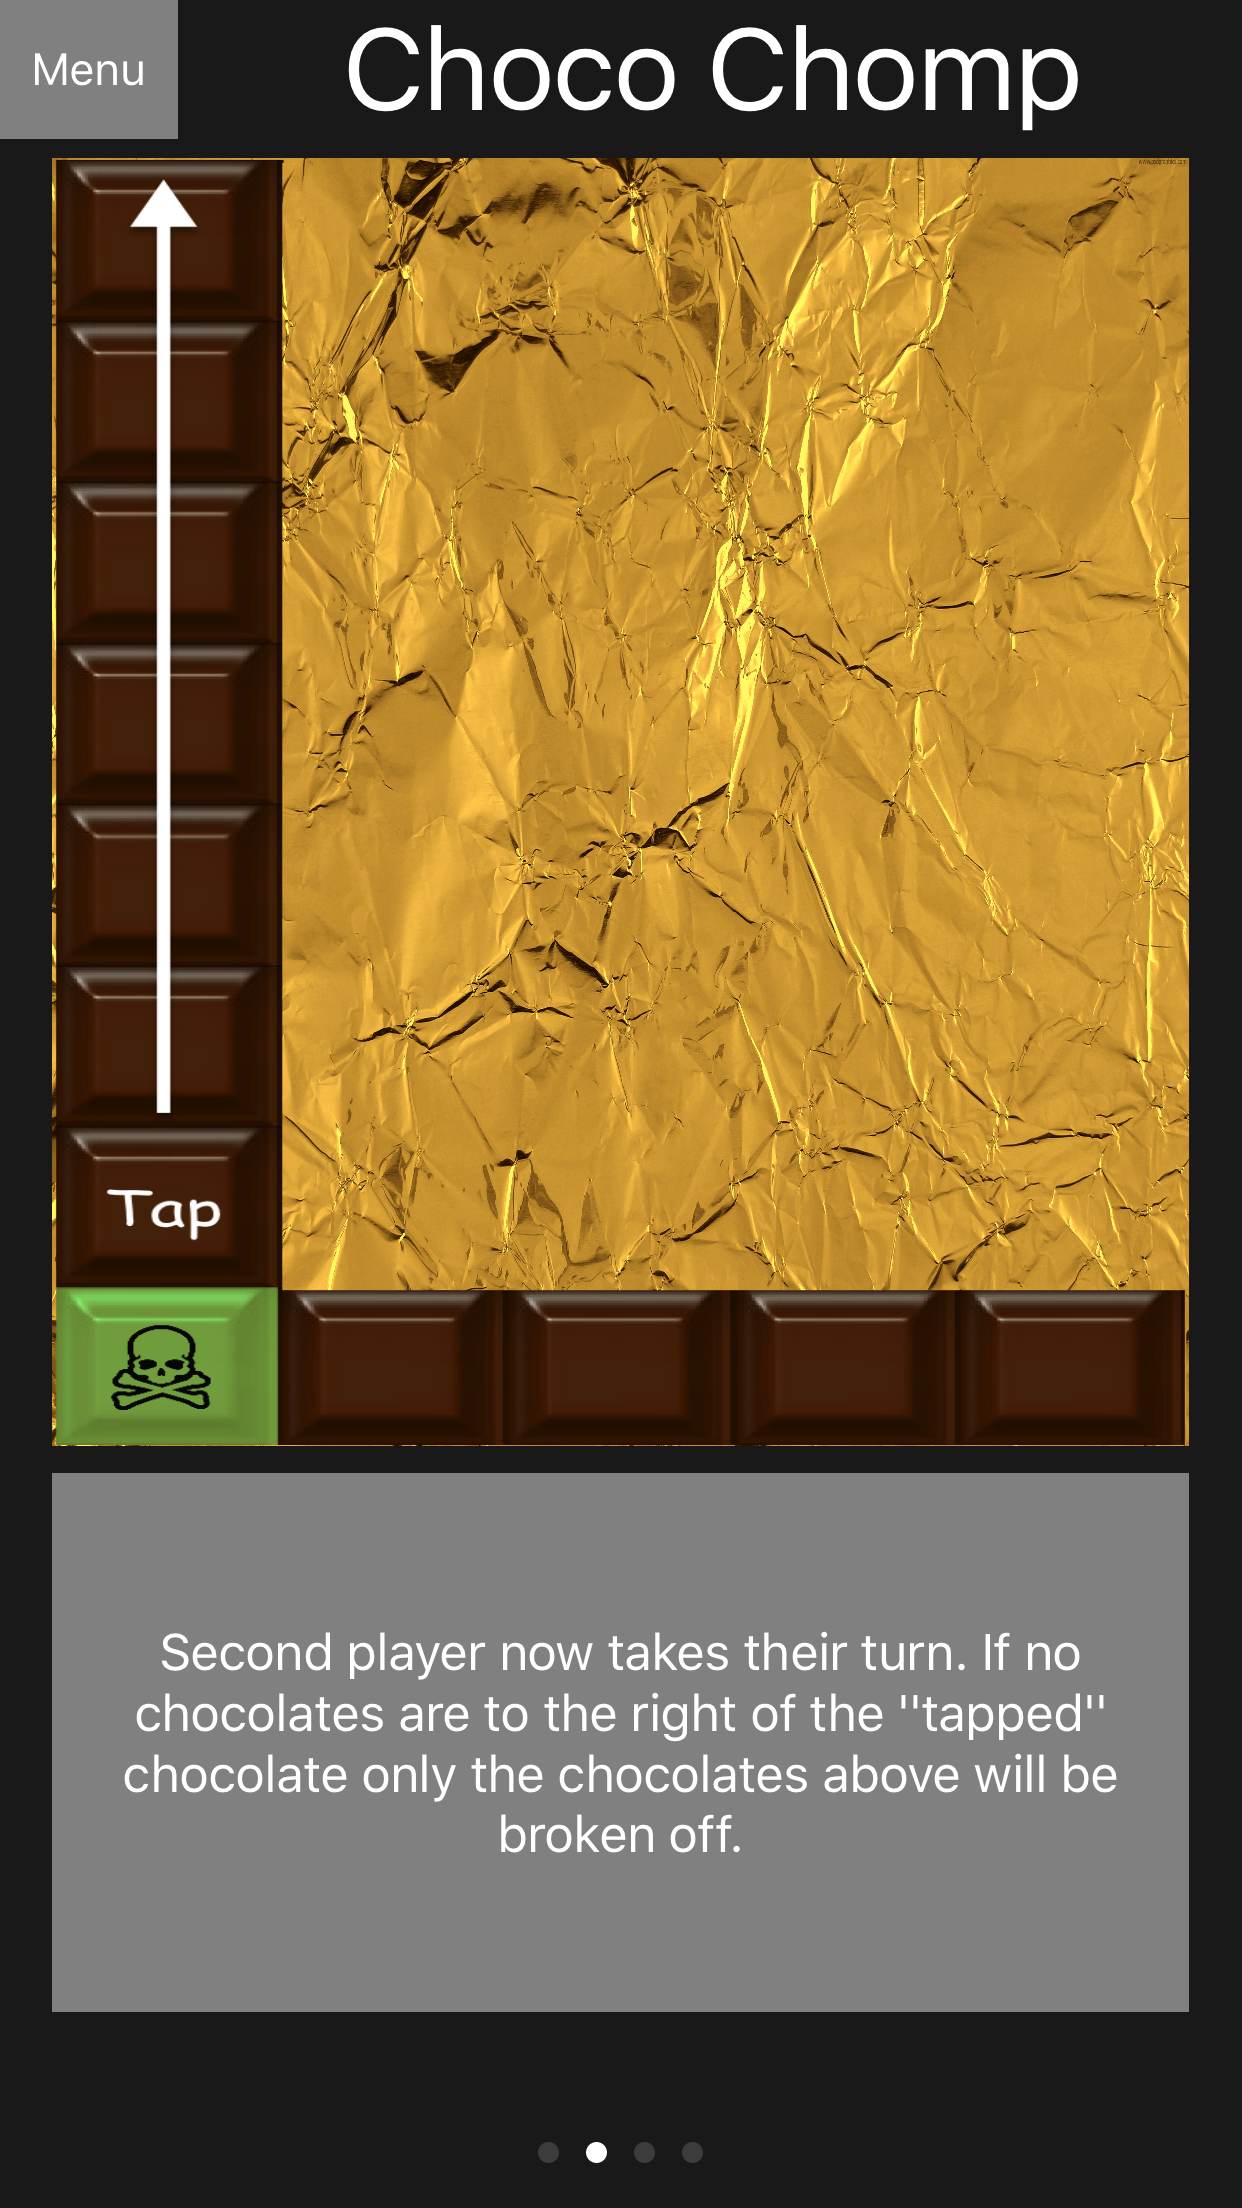 Menu
Choco Chomp
Tap
Second player now takes their turn. If no
chocolates are to the right of the "tapped"
chocolate only the chocolates above will be
broken off.